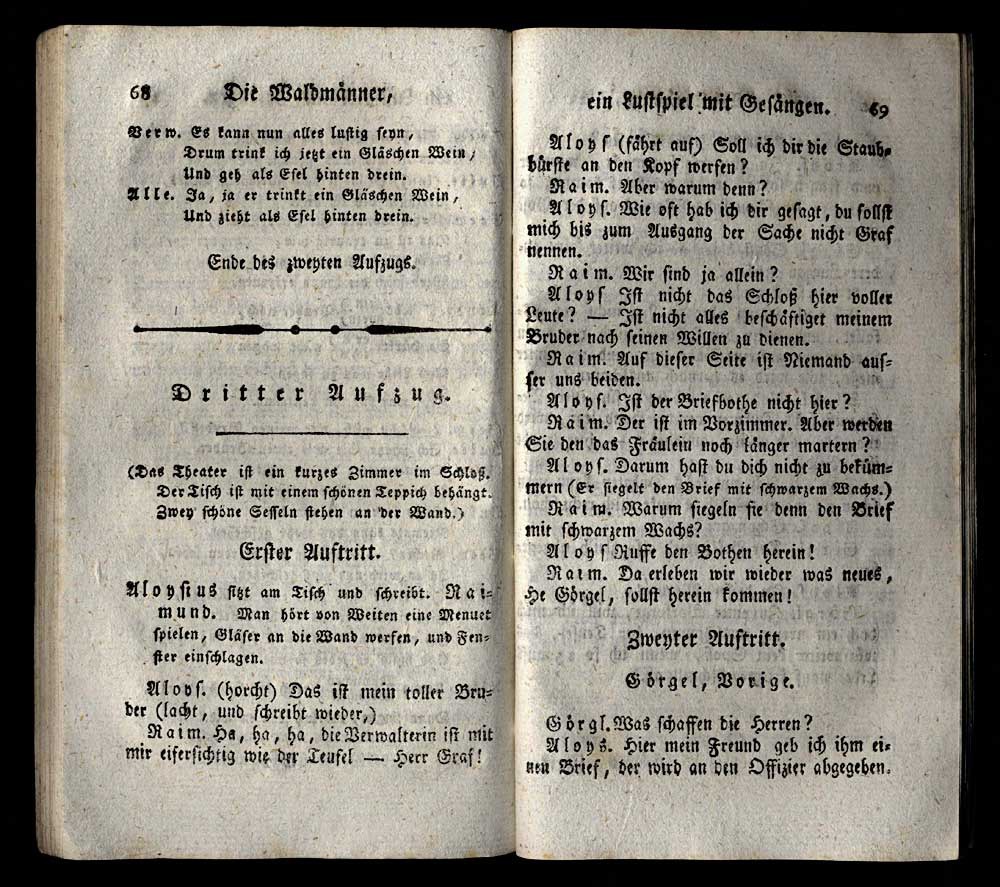 68 Die Waldmänner,
Verw. Es kann nun alles lustig seyn,
Drum trink ich jetzt ein Gläschen Wein,
Und geh als Esel hinten drein.
Alle. Ja, ja er trinkt ein Gläschen Wein,
Und zieht als Esel hinten drein.
Ende des zweyten Aufzugs.
Dritter Aufzug.
(Das Theater ist ein kurzes Zimmer im Schloß.
Der Tisch ist mit einem schönen Teppich behängt.
Zwey schöne Sesseln stehen an der Wand.)
Erster Auftritt.
Aloysius sitzt am Tisch und schreibt. Rai-
mund. Man hört von Weiten eine Menuet
spielen, Gläser an die Wand werfen, und Fen-
ster einschlagen.
Aloys. (horcht) Das ist mein toller Bru-
der (lacht, und schreibt wieder,)
Raim. Ha, ha, ha, die Verwalterin ist mit
mir eifersichtig wie der Teufel — Herr Graf!
ein Lustspiel mit Gesängen. 69
Aloys (fährt auf) Soll ich dir die Staub-
bürste an den Kopf werfen?
Raim. Aber warum denn?
Aloys. Wie oft hab ich dir gesagt, du sollst
mich bis zum Ausgang der Sache nicht Graf
nennen.
Raim. Wir sind ja allein?
Aloys Ist nicht das Schloß hier voller
Leute? — Ist nicht alles beschäftiget meinem
Bruder nach seinen Willen zu dienen.
Raim. Auf dieser Seite ist Niemand aus-
ser uns beiden.
Aloys. Ist der Briefbothe nicht hier?
Raim. Der ist im Vorzimmer. Aber werden
Sie den das Fräulein noch länger martern?
Aloys. Darum hast du dich nicht zu beküm-
mern (Er siegelt den Brief mit schwarzem Wachs.)
Raim. Warum siegeln sie denn den Brief
mit schwarzem Wachs?
Aloys Ruffe den Bothen herein!
Raim. Da erleben wir wieder was neues,
He Görgel, sollst herein kommen!
Zweyter Auftritt.
Görgel, Vorige.
Görgl. Was schaffen die Herren?
Aloys. Hier mein Freund geb ich ihm ei-
nen Brief, der wird an den Offizier abgegeben.